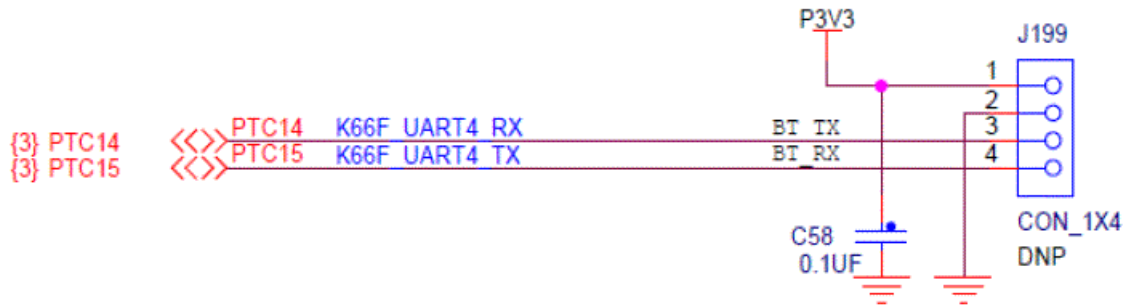 P3V3
J199
1
2
{3} PTC14 PTC14 K66F_UART4_RX BT_TX 3
{3} PTC15 PTC15 K66F_UART4_TX BT_RX 4
C58
0.1UF
CON_1X4
DNP